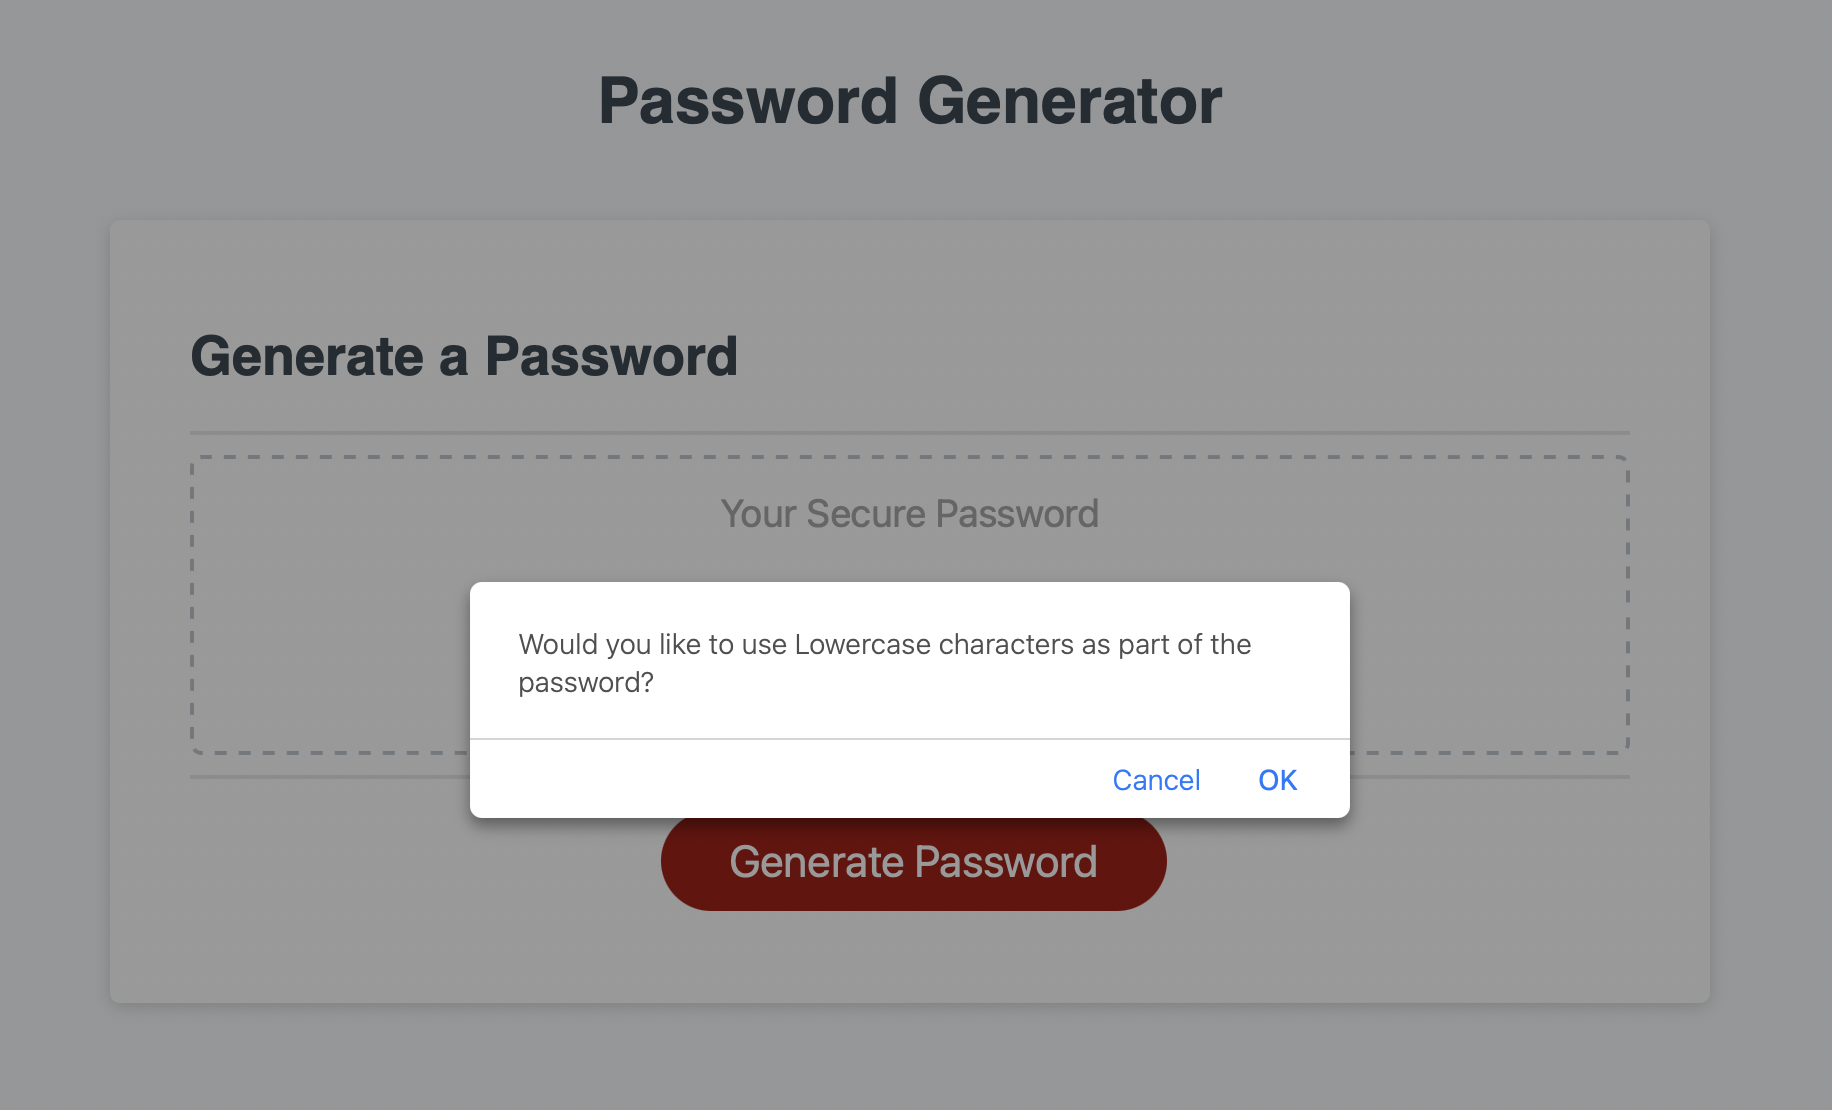 Password Generator
Generate a Password
Your Secure Password
Would you like to use Lowercase characters as part of the
password?
Cancel OK
Generate Password